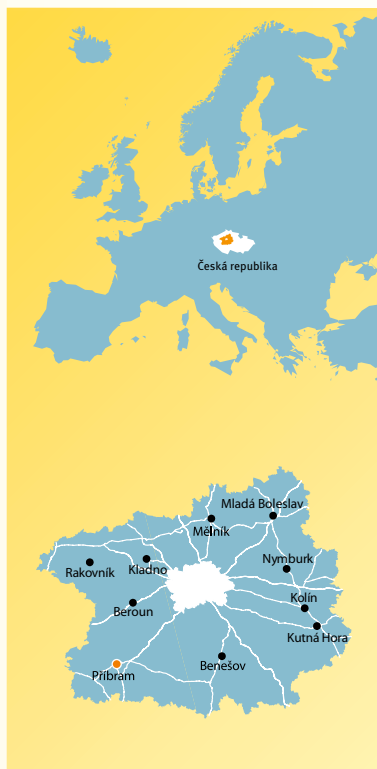 Česká republika
Mladá Boleslav
Mělník
Nymburk
Rakovník
Kladno
Kolín
Beroun
Kutná Hora
Benešov
Příbram